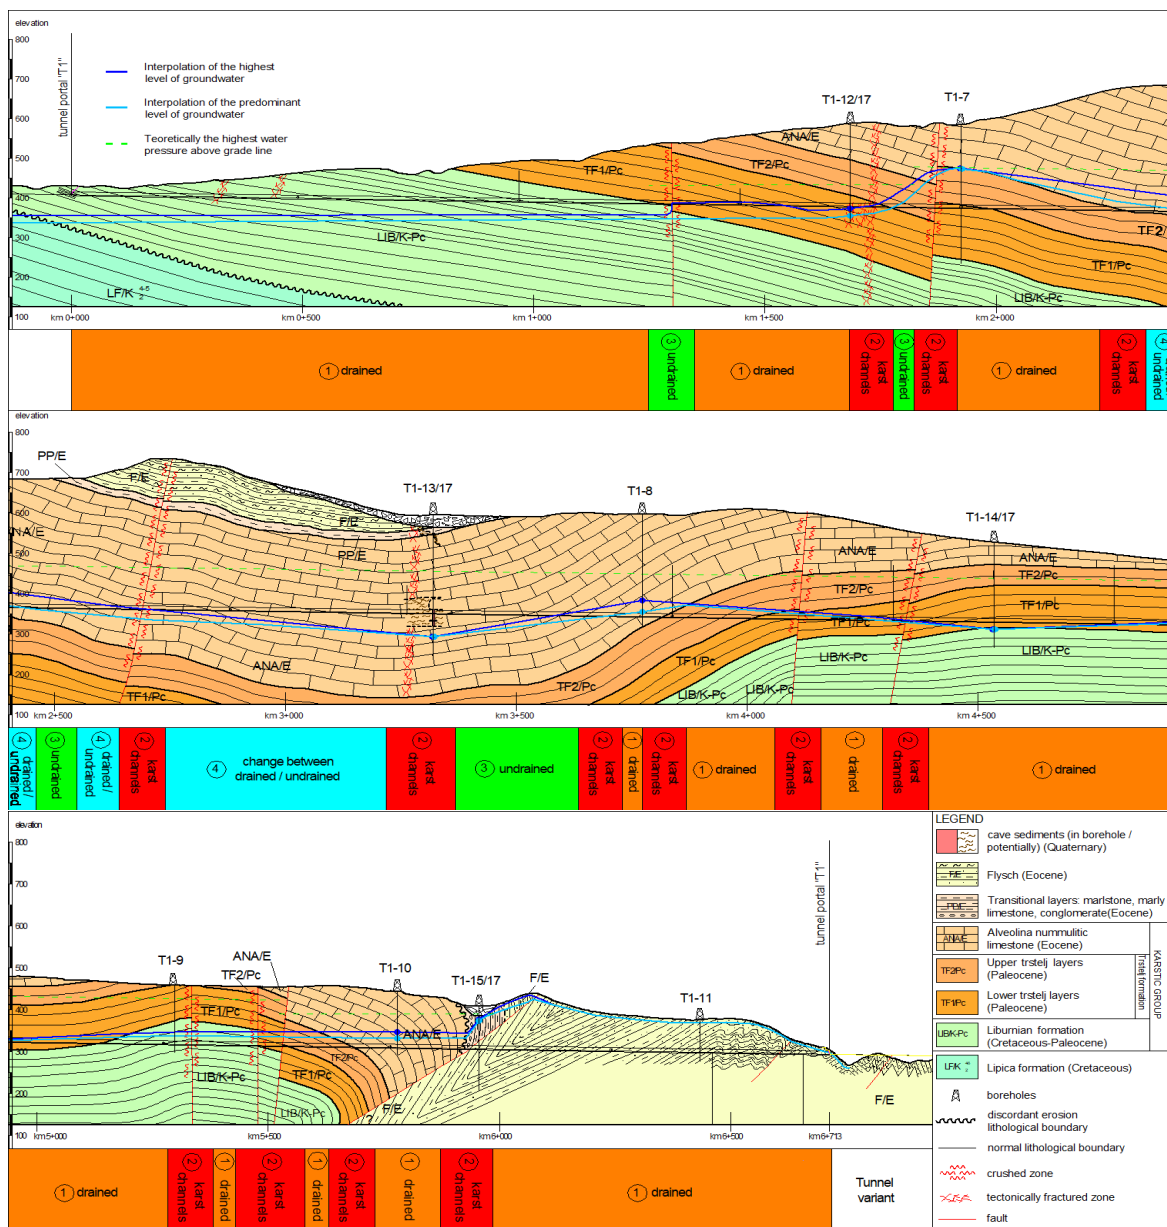 elevation
800
700
600
500
400
300
200
100
tunnel portal "T1"
Interpolation of the highest
level of groundwater
Interpolation of the predominant
level of groundwater
Teoretically the highest water
pressure above grade line
T1-12/17
T1-7
ANA/E
TF2/Pc
TF1/Pc
LIB/K-Pc
LF/K 4-5
2
TF2/
TF1/Pc
LIB/K-Pc
km 0+000
km 0+500
km 1+000
km 1+500
km 2+000
1 drained
3 undrained
1 drained
2 karst
channels
3 undrained
2 karst
channels
1 drained
2 karst
channels
4
undrained
elevation
800
700
600
500
400
300
200
100
PP/E
F/E
T1-13/17
T1-8
T1-14/17
F/E
NA/E
PP/E
ANA/E
ANA/E
TF2/Pc
TF2/Pc
TF1/Pc
TF1/Pc
ANA/E
TF1/Pc
TF2/Pc
TF1/Pc
LIB/K-Pc
LIB/K-Pc
LIB/K-Pc
LIB/K-Pc
km 2+500
km 3+000
km 3+500
km 4+000
km 4+500
4 drained/
undrained
3 undrained
4 drained/
undrained
2 karst
channels
4 change between
drained / undrained
2 karst
channels
3 undrained
2 karst
channels
1 drained
2 karst
channels
1 drained
2 karst
channels
1 drained
2 karst
channels
1 drained
elevation
800
700
600
500
400
300
200
100
tunnel portal "T1"
T1-9
ANA/E
TF2/Pc
T1-10
T1-15/17
F/E
T1-11
TF1/Pc
ANA/E
TF2/Pc
LIB/K-Pc
TF1/Pc
LIB/K-Pc
F/E
?
F/E
km5+000
km5+500
km6+000
km6+500
km6+713
1 drained
2 karst
channels
1 drained
2 karst
channels
1 drained
2 karst
channels
1 drained
2 karst
channels
1 drained
Tunnel
variant
LEGEND
cave sediments (in borehole /
potentially) (Quaternary)
F/E
Flysch (Eocene)
PP/E
Transitional layers: marlstone, marly
limestone, conglomerate(Eocene)
ANA/E
Alveolina nummulitic
limestone (Eocene)
TF2/Pc
Upper trstelj layers
(Paleocene)
TF1/Pc
Lower trstelj layers
(Paleocene)
LIB/K-Pc
Liburnian formation
(Cretaceous-Paleocene)
Trstelj formation
KARSTIC GROUP
LF/K
Lipica formation (Cretaceous)
boreholes
discordant erosion
lithological boundary
normal lithological boundary
crushed zone
tectonically fractured zone
fault